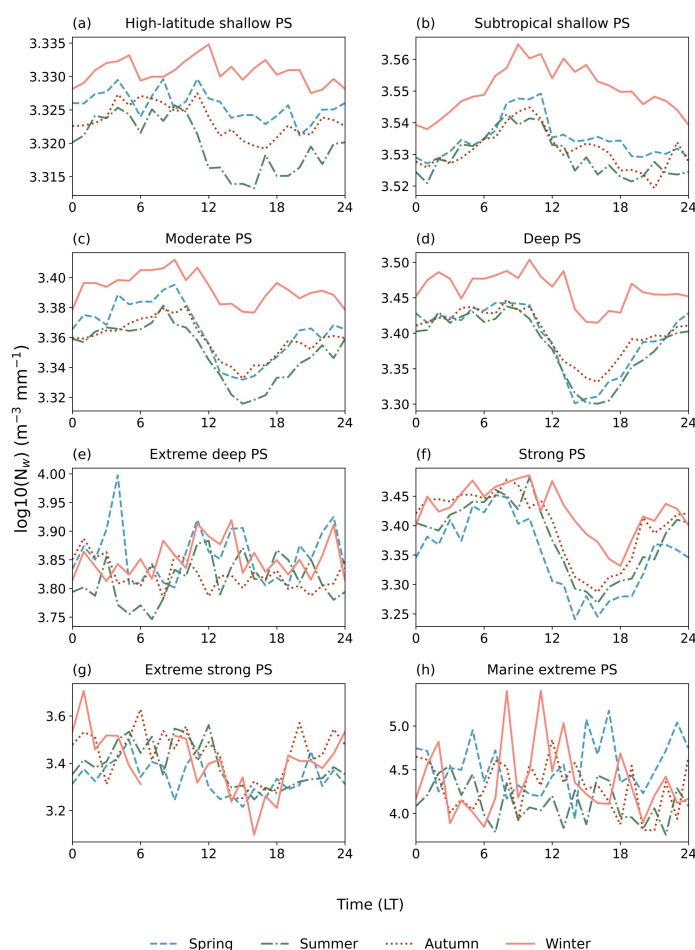 (a) High-latitude shallow PS
3.335
3.330
3.325
3.320
3.315
0 6 12 18 24
(b) Subtropical shallow PS
3.56
3.55
3.54
3.53
3.52
0 6 12 18 24
(c) Moderate PS
3.40
3.38
3.36
3.34
3.32
0 6 12 18 24
(d) Deep PS
3.50
3.45
3.40
3.35
3.30
0 6 12 18 24
log10(N_w) (m⁻³ mm⁻¹)
(e) Extreme deep PS
4.00
3.95
3.90
3.85
3.80
3.75
0 6 12 18 24
(f) Strong PS
3.45
3.40
3.35
3.30
3.25
0 6 12 18 24
(g) Extreme strong PS
3.6
3.4
3.2
0 6 12 18 24
(h) Marine extreme PS
5.0
4.5
4.0
0 6 12 18 24
Time (LT)
Spring Summer Autumn Winter